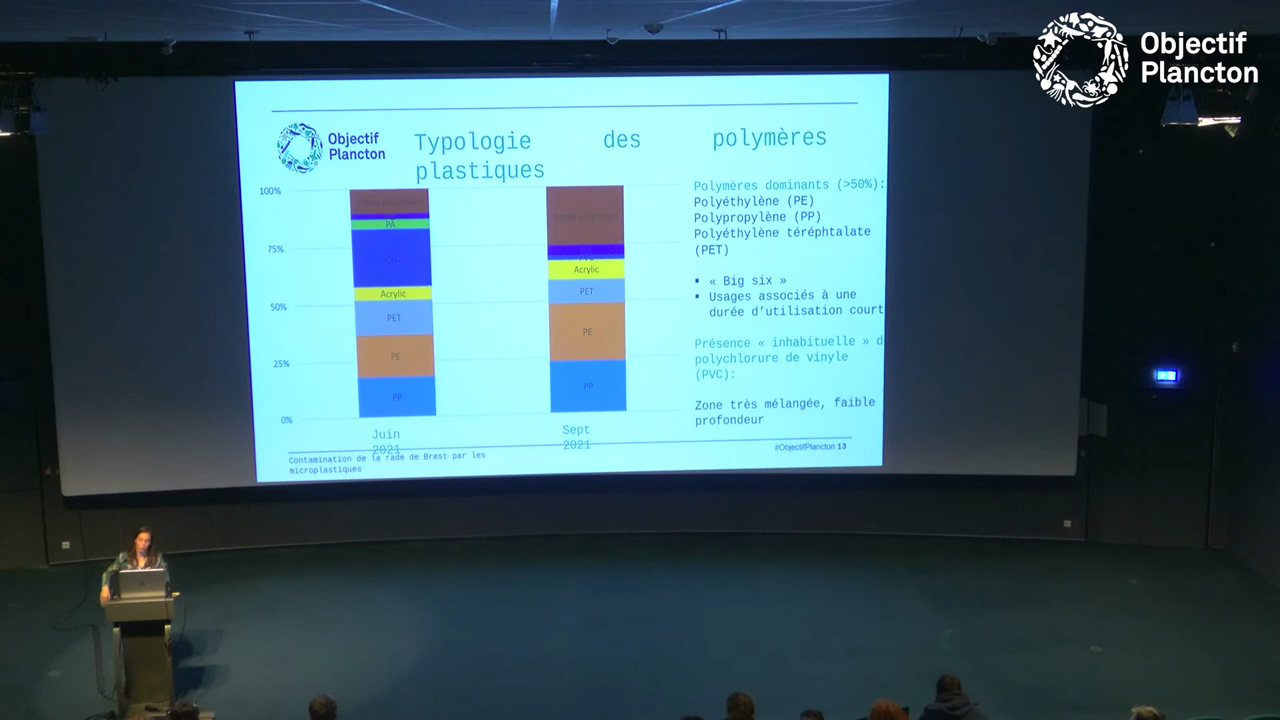 Objectif
Plancton
Objectif
Plancton
Typologie des polymères
plastiques
100%
75%
50%
25%
0%
PA
PVC
Acrylic
PET
PE
PP
Juin
2021
PVC
Acrylic
PET
PE
PP
Sept
2021
Polymères dominants (>50%):
Polyéthylène (PE)
Polypropylène (PP)
Polyéthylène téréphtalate
(PET)
▪ « Big six »
▪ Usages associés à une
durée d’utilisation court
Présence « inhabituelle » d
polychlorure de vinyle
(PVC):
Zone très mélangée, faible
profondeur
Contamination de la rade de Brest par les
microplastiques
#ObjectifPlancton 13